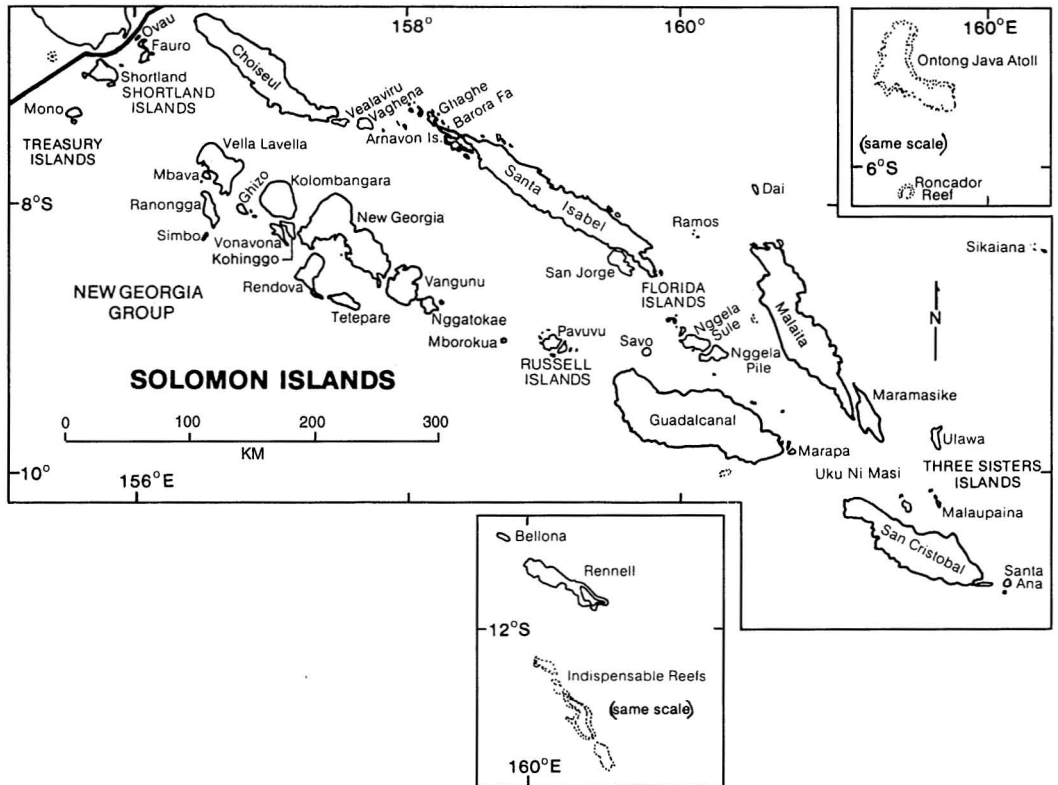 158°
160°
160°E
Ovau
Fauro
Shortland
SHORTLAND
ISLANDS
Mono
TREASURY
ISLANDS
Choiseul
Vealaviru
Vaghena
Ghaghe
Barora Fa
Arnavon Is.
Ontong Java Atoll
(same scale)
6°S
Roncador
Reef
Vella Lavella
Mbava
Ghizo
Kolombangara
8°S
Ranongga
New Georgia
Simbo
Vonavona
Kohinggo
Santa
Isabel
Dai
Ramos
Sikaiana
San Jorge
Rendova
Vangunu
NEW GEORGIA
GROUP
Tetepare
Nggatokae
Mborokua
FLORIDA
ISLANDS
Nggela
Sule
Nggela
Pile
Malaita
N
Pavuvu
RUSSELL
ISLANDS
Savo
SOLOMON ISLANDS
Guadalcanal
Maramasike
0 100 200 300
KM
Marapa
Ulawa
Uku Ni Masi
THREE SISTERS
ISLANDS
10°
156°E
160°
Malaupaina
San Cristobal
Santa
Ana
Bellona
Rennell
12°S
Indispensable Reefs
(same scale)
160°E